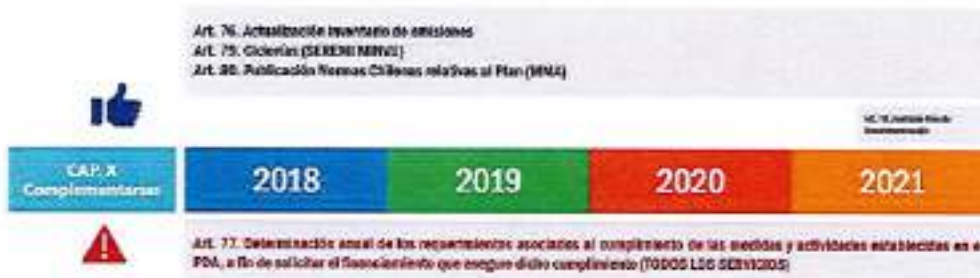 Art. 76. Actualización inventario de emisiones
Art. 79. Ciclovías (SEREMI MINVU)
Art. 80. Publicación Normas Chilenas relativas al Plan (MMA)
CAP. X
Complementarias
2018
2019
2020
2021
Art. 77. Determinación anual de los requerimientos asociados al cumplimiento de las medidas y actividades establecidas en e
PDA, a fin de solicitar el financiamiento que asegure dicho cumplimiento (TODOS LOS SERVICIOS)